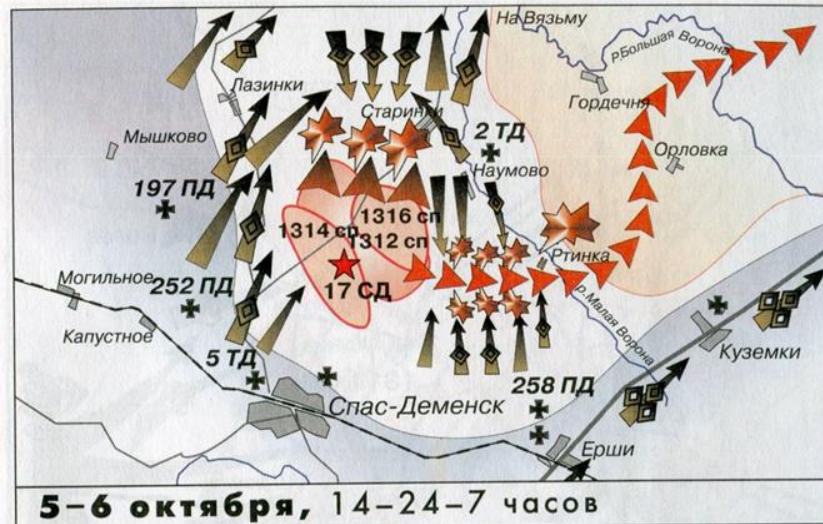 На Вязьму
р.Большая Ворона
Лазинки
Гордечня
Старинки
Мышково
2 ТД
Орловка
Наумово
197 ПД
1316 сп
1314 сп
1312 сп
Ртинка
17 СД
Могильное
252 ПД
р.Малая Ворона
Капустное
Куземки
5 ТД
258 ПД
Спас-Деменск
Ерши
5–6 октября, 14–24–7 часов